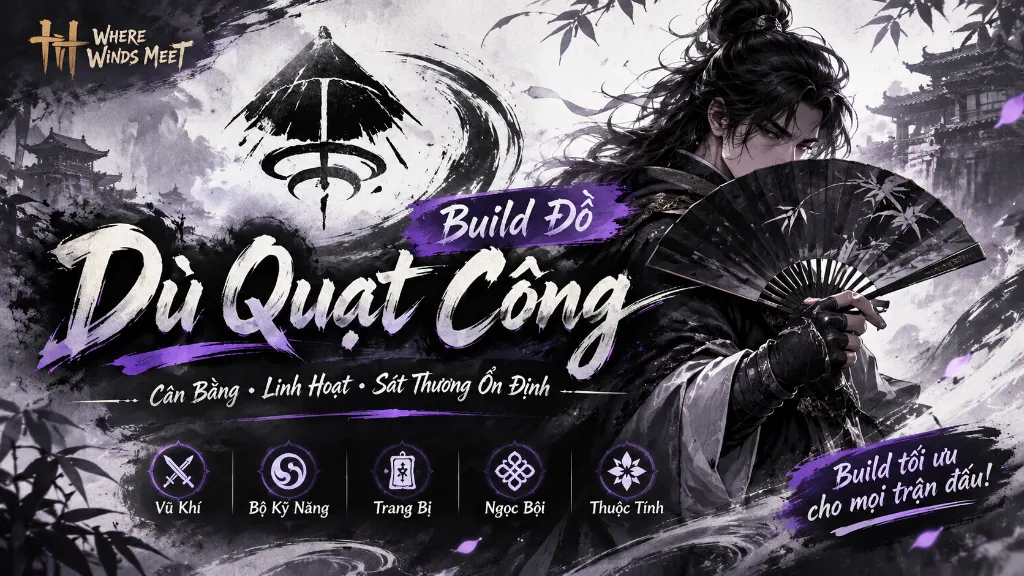 WHERE
WINDS MEET
Build Đồ
Dù Quạt Công
Cân Bằng • Linh Hoạt • Sát Thương Ổn Định
Vũ Khí
Bộ Kỹ Năng
Trang Bị
Ngọc Bội
Thuộc Tính
Build tối ưu
cho mọi trận đấu!